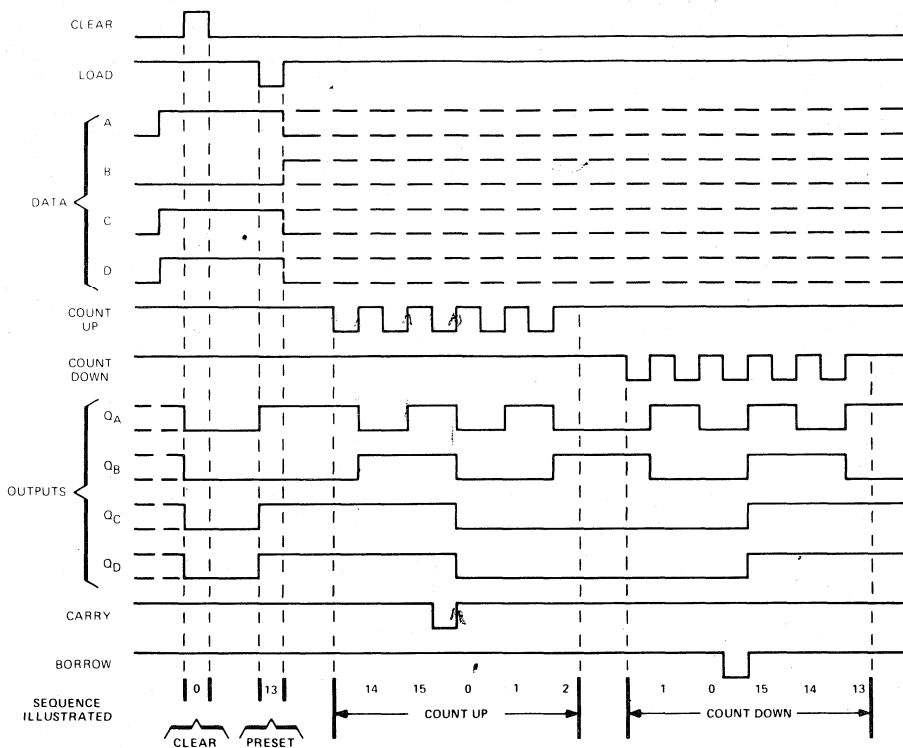 CLEAR
LOAD
A
B
DATA
C
D
COUNT
UP
COUNT
DOWN
QA
QB
OUTPUTS
QC
QD
CARRY
BORROW
SEQUENCE
ILLUSTRATED
0 13 14 15 0 1 2 1 0 15 14 13
COUNT UP COUNT DOWN
CLEAR PRESET